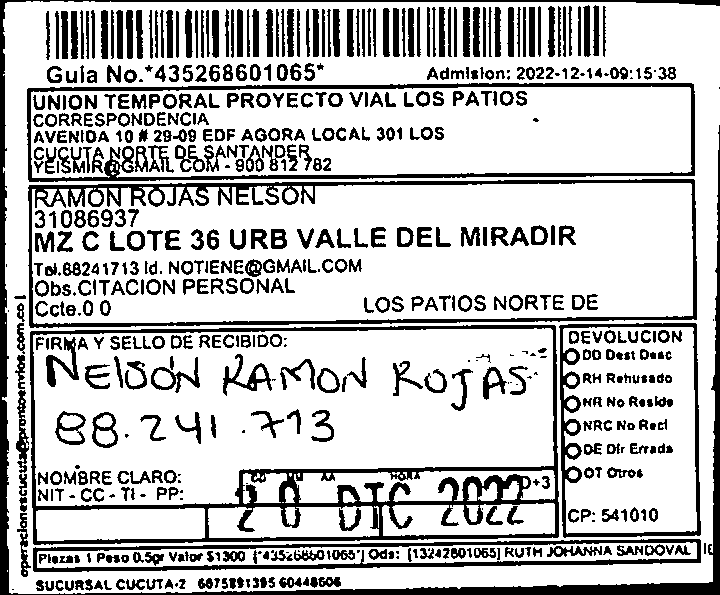 Guia No.*435268601065*
Admision: 2022-12-14-09:15:38
UNION TEMPORAL PROYECTO VIAL LOS PATIOS
CORRESPONDENCIA
AVENIDA 10 # 29-09 EDF AGORA LOCAL 301 LOS
CUCUTA NORTE DE SANTANDER
YEISMIR@GMAIL COM - 900 812 782
RAMON ROJAS NELSON
31086937
MZ C LOTE 36 URB VALLE DEL MIRADIR
Tel.88241713 Id. NOTIENE@GMAIL.COM
Obs.CITACION PERSONAL
Ccte.0 0 LOS PATIOS NORTE DE
FIRMA Y SELLO DE RECIBIDO:
NELSON RAMON ROJAS
88.241.713
NOMBRE CLARO:
NIT - CC - TI - PP:
DD MM AA HORA D+3
20 DIC 2022
DEVOLUCION
DD Dest Desc
RH Rehusado
NR No Reside
NRC No Recl
DE Dir Errada
OT Otros
CP: 541010
operacionescucuta@prontoenvios.com.co
Piezas 1 Peso 0.5gr Valor $1300 [*435268601065*] Ods: [13242601065] RUTH JOHANNA SANDOVAL
SUCURSAL CUCUTA-2 6075891395 60448606